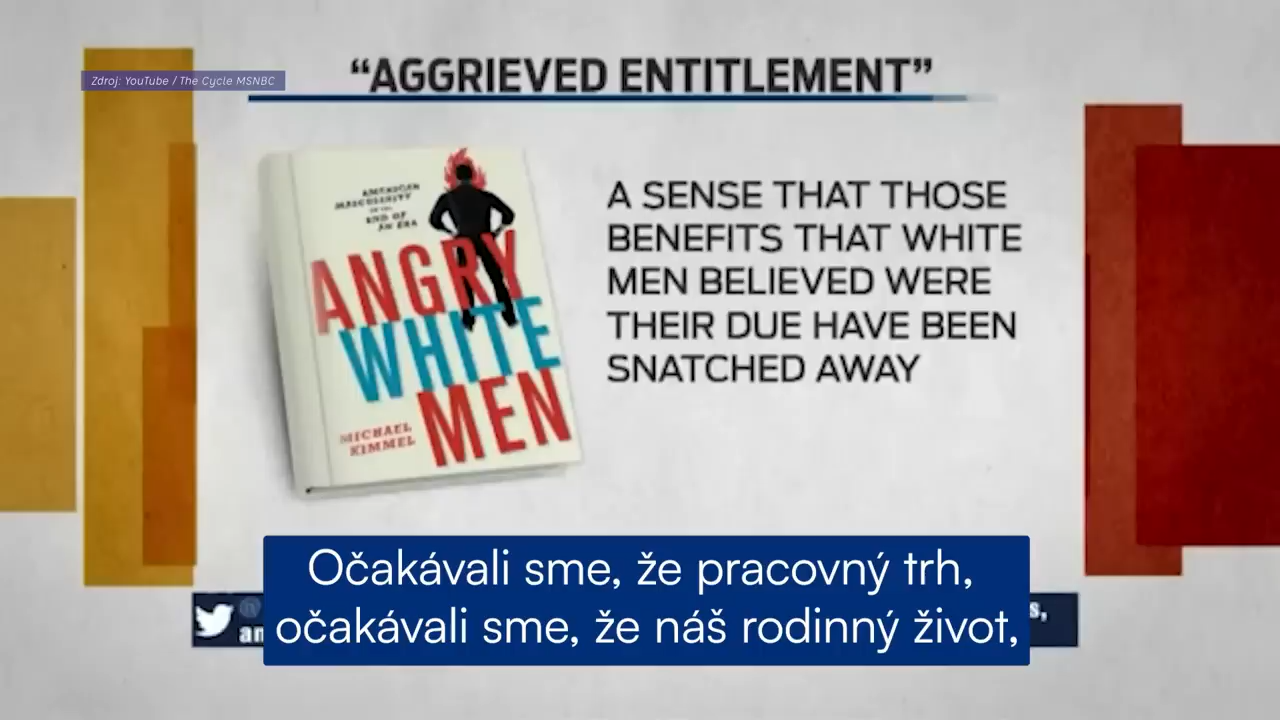 “AGGRIEVED ENTITLEMENT”
Zdroj: YouTube / The Cycle MSNBC
AMERICAN
MASCULINITY
AT THE
END OF
AN ERA
ANGRY
WHITE
MEN
MICHAEL
KIMMEL
A SENSE THAT THOSE
BENEFITS THAT WHITE
MEN BELIEVED WERE
THEIR DUE HAVE BEEN
SNATCHED AWAY
Očakávali sme, že pracovný trh,
očakávali sme, že náš rodinný život,